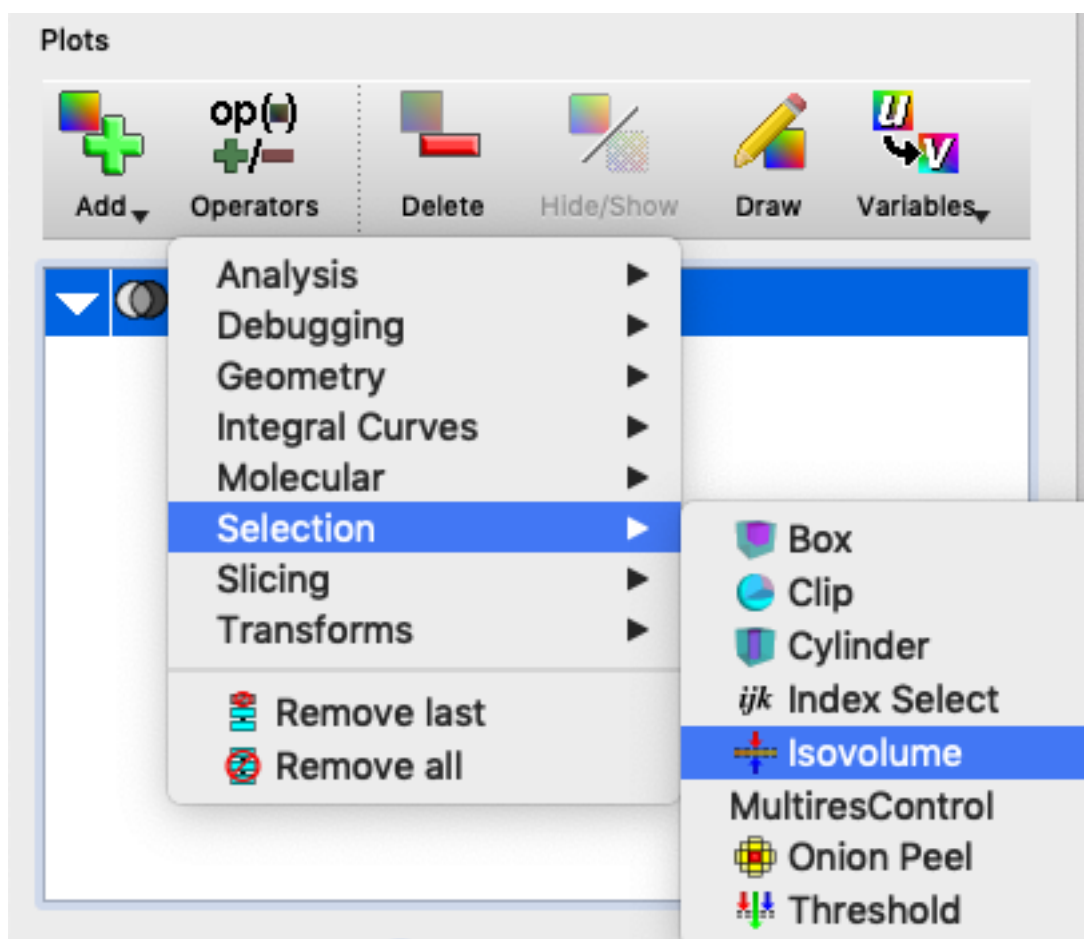 Plots
op(▪)
+/−
Add Operators Delete Hide/Show Draw Variables
u
v
Analysis
Debugging
Geometry
Integral Curves
Molecular
Selection
Slicing
Transforms
Remove last
Remove all
Box
Clip
Cylinder
ijk Index Select
Isovolume
MultiresControl
Onion Peel
Threshold